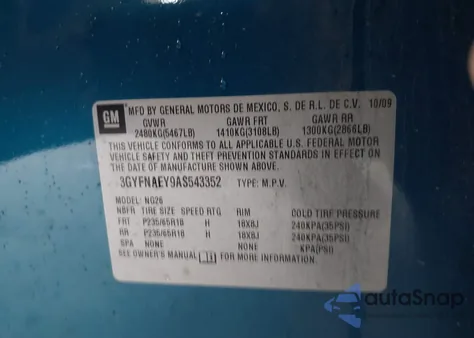 GM
MFD BY GENERAL MOTORS DE MEXICO, S. DE R.L. DE C.V. 10/09
GVWR GAWR FRT GAWR RR
2480KG(5467LB) 1410KG(3108LB) 1300KG(2866LB)
THIS VEHICLE CONFORMS TO ALL APPLICABLE U.S. FEDERAL MOTOR
VEHICLE SAFETY AND THEFT PREVENTION STANDARDS IN EFFECT ON THE DATE
OF MANUFACTURE SHOWN ABOVE.
3GYFNAEY9AS543352 TYPE: M.P.V.
MODEL: NG26
NBFR TIRE SIZE SPEED RTG RIM COLD TIRE PRESSURE
FRT P235/65R18 H 18X8J 240KPA(35PSI)
RR P235/65R18 H 18X8J 240KPA(35PSI)
SPA NONE NONE KPA(PSI)
SEE OWNER'S MANUAL FOR MORE INFORMATION.
autoSnap